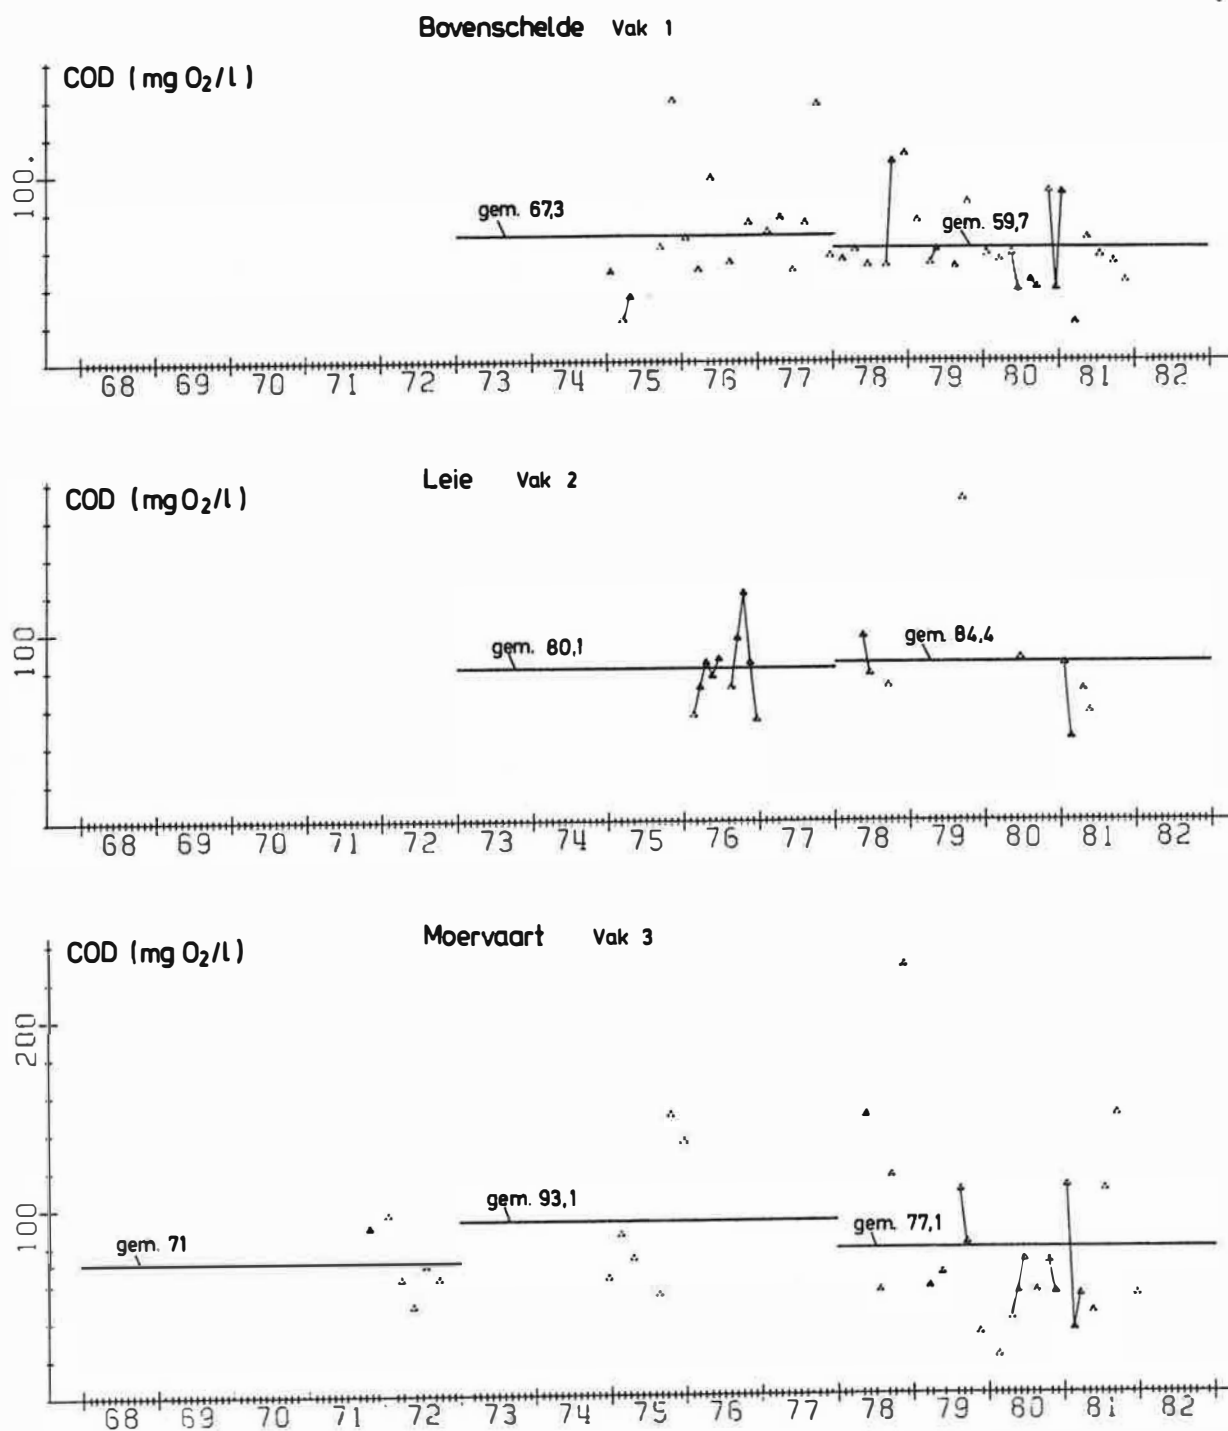 Bovenschelde Vak 1
COD (mg O₂/l)
100.
gem. 67,3
gem. 59,7
68 69 70 71 72 73 74 75 76 77 78 79 80 81 82
Leie Vak 2
COD (mg O₂/l)
100
gem. 80,1
gem. 84,4
68 69 70 71 72 73 74 75 76 77 78 79 80 81 82
Moervaart Vak 3
COD (mg O₂/l)
200
100
gem. 71
gem. 93,1
gem. 77,1
68 69 70 71 72 73 74 75 76 77 78 79 80 81 82